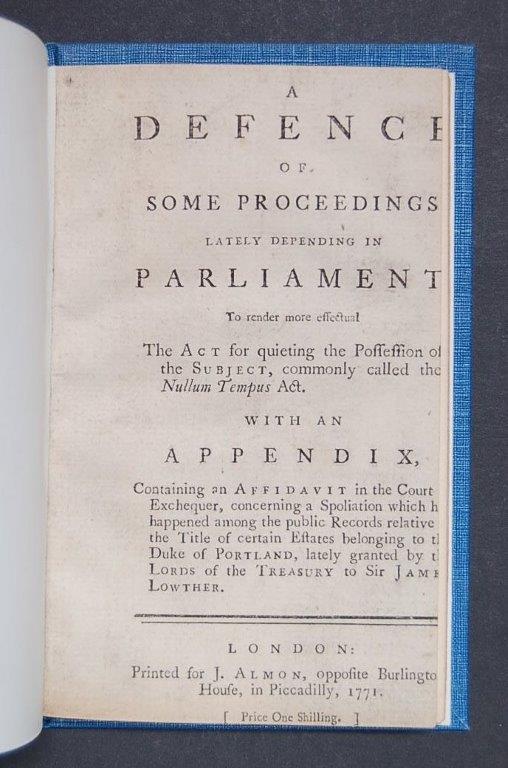 A
DEFENC
OF
SOME PROCEEDINGS
LATELY DEPENDING IN
PARLIAMENT
To render more effectual
The ACT for quieting the Poſſeſſion of
the SUBJECT, commonly called the
Nullum Tempus Act.
WITH AN
APPENDIX,
Containing an AFFIDAVIT in the Court
Exchequer, concerning a Spoliation which h
happened among the public Records relative
the Title of certain Eſtates belonging to t
Duke of PORTLAND, lately granted by t
LORDS of the TREASURY to Sir JAM
LOWTHER.
LONDON:
Printed for J. ALMON, oppoſite Burlingto
Houſe, in Piccadilly, 1771.
[ Price One Shilling. ]